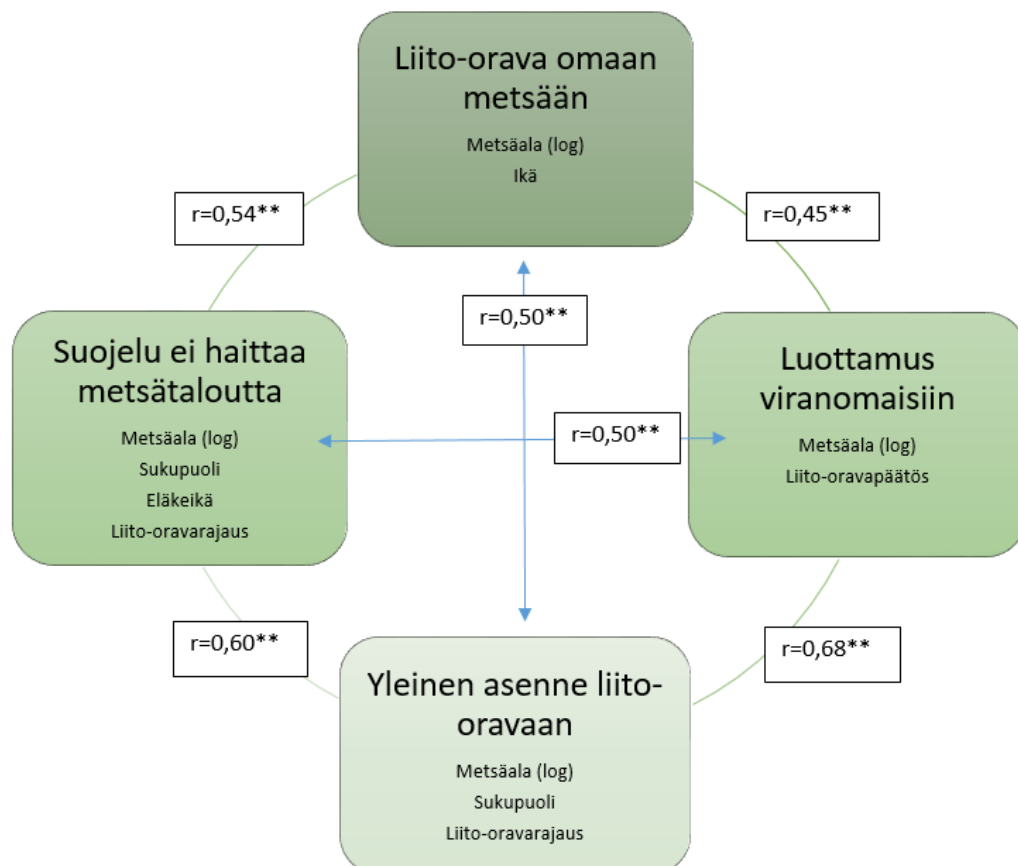 Liito-orava omaan
metsään
Metsäala (log)
Ikä
r=0,54**
r=0,45**
r=0,50**
Suojelu ei haittaa
metsätaloutta
Metsäala (log)
Sukupuoli
Eläkeikä
Liito-oravarajaus
r=0,50**
Luottamus
viranomaisiin
Metsäala (log)
Liito-oravapäätös
r=0,60**
r=0,68**
Yleinen asenne liito-
oravaan
Metsäala (log)
Sukupuoli
Liito-oravarajaus